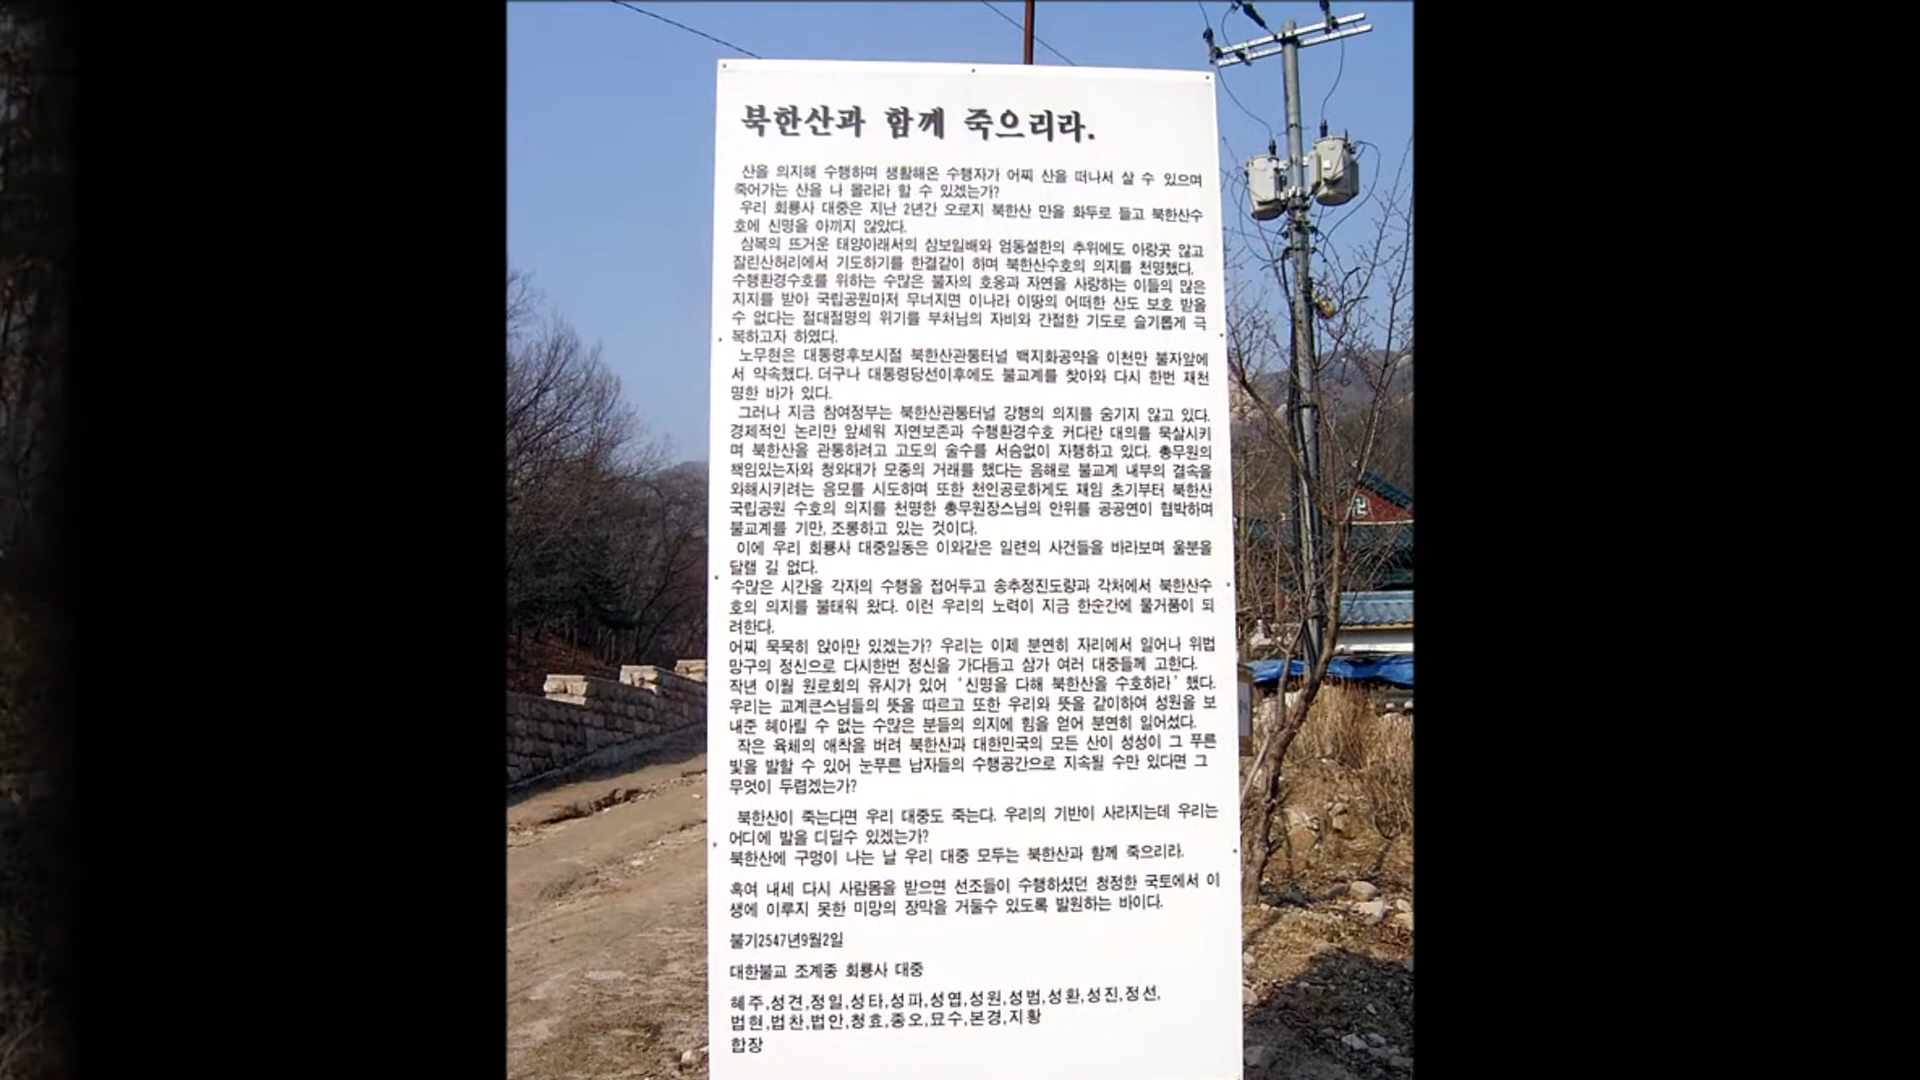 북한산과 함께 죽으리라.
산을 의지해 수행하며 생활해온 수행자가 어찌 산을 떠나서 살 수 있으며
죽어가는 산을 나 몰라라 할 수 있겠는가?
우리 회룡사 대중은 지난 2년간 오로지 북한산 만을 화두로 들고 북한산수
호에 신명을 아끼지 않았다.
삼복의 뜨거운 태양아래서의 삼보일배와 엄동설한의 추위에도 아랑곳 않고
잘린산허리에서 기도하기를 한결같이 하며 북한산수호의 의지를 천명했다.
수행환경수호를 위하는 수많은 불자의 호응과 자연을 사랑하는 이들의 많은
지지를 받아 국립공원마저 무너지면 이나라 이땅의 어떠한 산도 보호 받을
수 없다는 절대절명의 위기를 부처님의 자비와 간절한 기도로 슬기롭게 극
복하고자 하였다.
노무현은 대통령후보시절 북한산관통터널 백지화공약을 이천만 불자앞에
서 약속했다. 더구나 대통령당선이후에도 불교계를 찾아와 다시 한번 재천
명한 바가 있다.
그러나 지금 참여정부는 북한산관통터널 강행의 의지를 숨기지 않고 있다.
경제적인 논리만 앞세워 자연보존과 수행환경수호 커다란 대의를 묵살시키
며 북한산을 관통하려고 고도의 술수를 서슴없이 자행하고 있다. 총무원의
책임있는자와 청와대가 모종의 거래를 했다는 음해로 불교계 내부의 결속을
와해시키려는 음모를 시도하며 또한 천인공로하게도 재임 초기부터 북한산
국립공원 수호의 의지를 천명한 총무원장스님의 안위를 공공연이 협박하며
불교계를 기만, 조롱하고 있는 것이다.
이에 우리 회룡사 대중일동은 이와같은 일련의 사건들을 바라보며 울분을
달랠 길 없다.
수많은 시간을 각자의 수행을 접어두고 송추정진도량과 각처에서 북한산수
호의 의지를 불태워 왔다. 이런 우리의 노력이 지금 한순간에 물거품이 되
려한다.
어찌 묵묵히 앉아만 있겠는가? 우리는 이제 분연히 자리에서 일어나 위법
망구의 정신으로 다시한번 정신을 가다듬고 삼가 여러 대중들께 고한다.
작년 이월 원로회의 유시가 있어 '신명을 다해 북한산을 수호하라' 했다.
우리는 교계큰스님들의 뜻을 따르고 또한 우리와 뜻을 같이하여 성원을 보
내준 헤아릴 수 없는 수많은 분들의 의지에 힘을 얻어 분연히 일어섰다.
작은 육체의 애착을 버려 북한산과 대한민국의 모든 산이 성성이 그 푸른
빛을 발할 수 있어 눈푸른 납자들의 수행공간으로 지속될 수만 있다면 그
무엇이 두렵겠는가?
북한산이 죽는다면 우리 대중도 죽는다. 우리의 기반이 사라지는데 우리는
어디에 발을 디딜수 있겠는가?
북한산에 구멍이 나는 날 우리 대중 모두는 북한산과 함께 죽으리라.
혹여 내세 다시 사람몸을 받으면 선조들이 수행하셨던 청정한 국토에서 이
생에 이루지 못한 미망의 장막을 거둘수 있도록 발원하는 바이다.
불기2547년9월2일
대한불교 조계종 회룡사 대중
혜주,성견,정일,성타,성파,성엽,성원,성범,성환,성진,정선,
법현,법찬,법안,청효,종오,묘수,본경,지황
합장